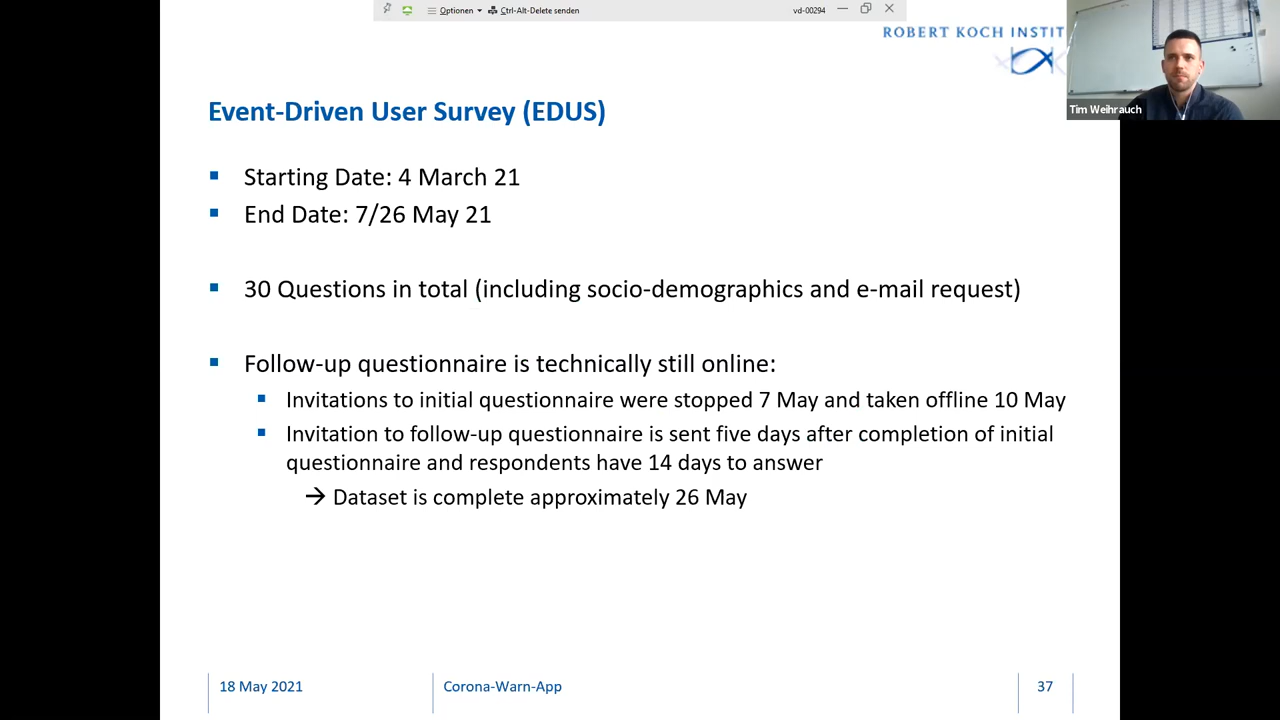 Optionen
Ctrl-Alt-Delete senden
vd-00294
ROBERT KOCH INSTIT
Tim Weihrauch
Event-Driven User Survey (EDUS)
Starting Date: 4 March 21
End Date: 7/26 May 21
30 Questions in total (including socio-demographics and e-mail request)
Follow-up questionnaire is technically still online:
Invitations to initial questionnaire were stopped 7 May and taken offline 10 May
Invitation to follow-up questionnaire is sent five days after completion of initial
questionnaire and respondents have 14 days to answer
→ Dataset is complete approximately 26 May
18 May 2021
Corona-Warn-App
37